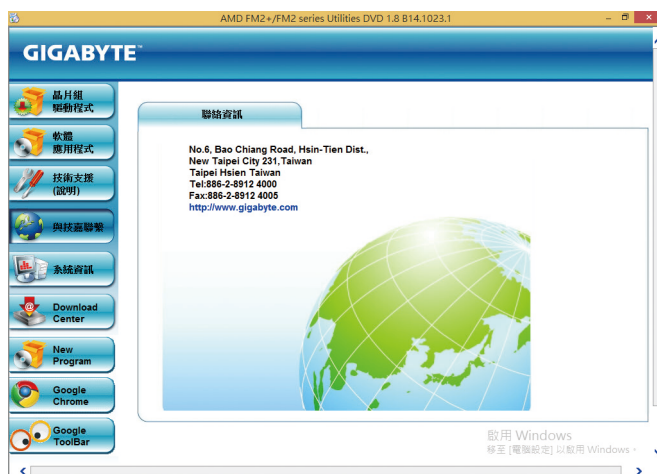 AMD FM2+/FM2 series Utilities DVD 1.8 B14.1023.1
GIGABYTE™
晶片組
驅動程式
軟體
應用程式
技術支援
(說明)
與技嘉聯繫
系統資訊
Download
Center
New
Program
Google
Chrome
Google
ToolBar
聯絡資訊
No.6, Bao Chiang Road, Hsin-Tien Dist.,
New Taipei City 231,Taiwan
Taipei Hsien Taiwan
Tel:886-2-8912 4000
Fax:886-2-8912 4005
http://www.gigabyte.com
啟用 Windows
移至 [電腦設定] 以啟用 Windows。